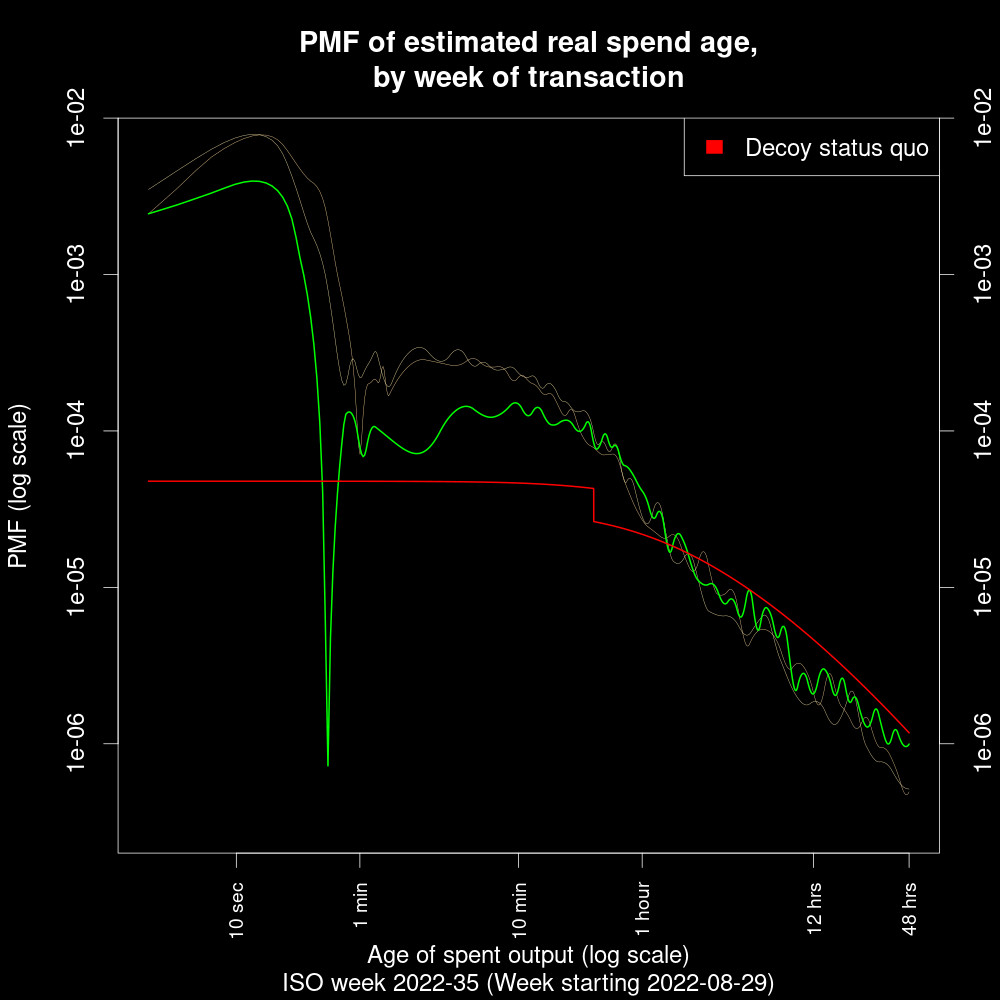 PMF of estimated real spend age,
by week of transaction
Decoy status quo
1e-02
1e-03
1e-04
1e-05
1e-06
PMF (log scale)
1e-02
1e-03
1e-04
1e-05
1e-06
10 sec
1 min
10 min
1 hour
12 hrs
48 hrs
Age of spent output (log scale)
ISO week 2022-35 (Week starting 2022-08-29)